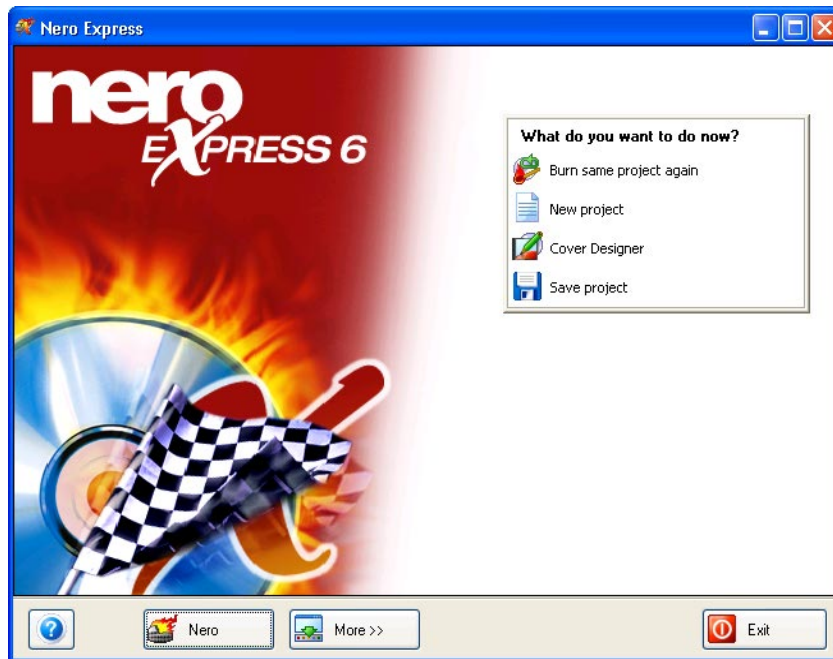 Nero Express
nero
EXPRESS 6
What do you want to do now?
Burn same project again
New project
Cover Designer
Save project
?
Nero
More >>
Exit